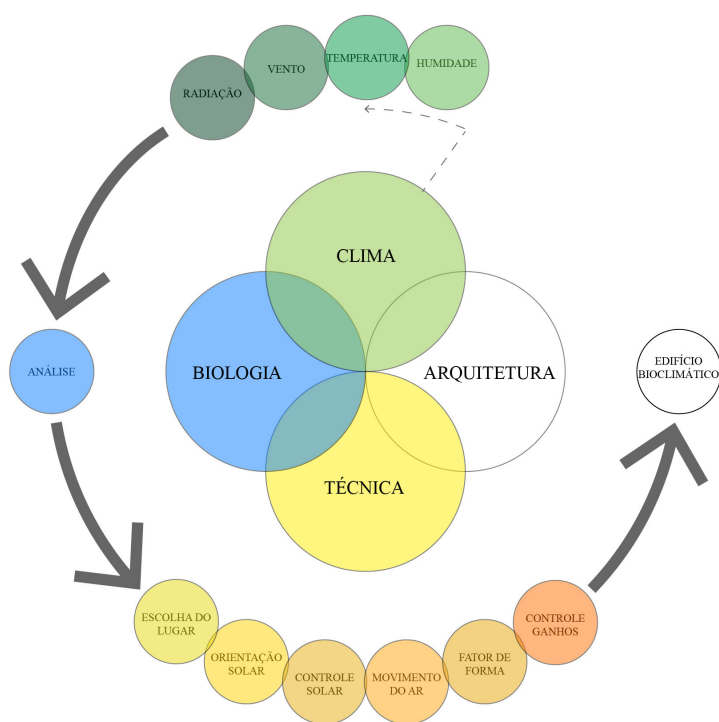 TEMPERATURA
HUMIDADE
VENTO
RADIAÇÃO
CLIMA
ANÁLISE
BIOLOGIA
ARQUITETURA
EDIFÍCIO
BIOCLIMÁTICO
TÉCNICA
ESCOLHA DO
LUGAR
ORIENTAÇÃO
SOLAR
CONTROLE
SOLAR
MOVIMENTO
DO AR
FATOR DE
FORMA
CONTROLE
GANHOS